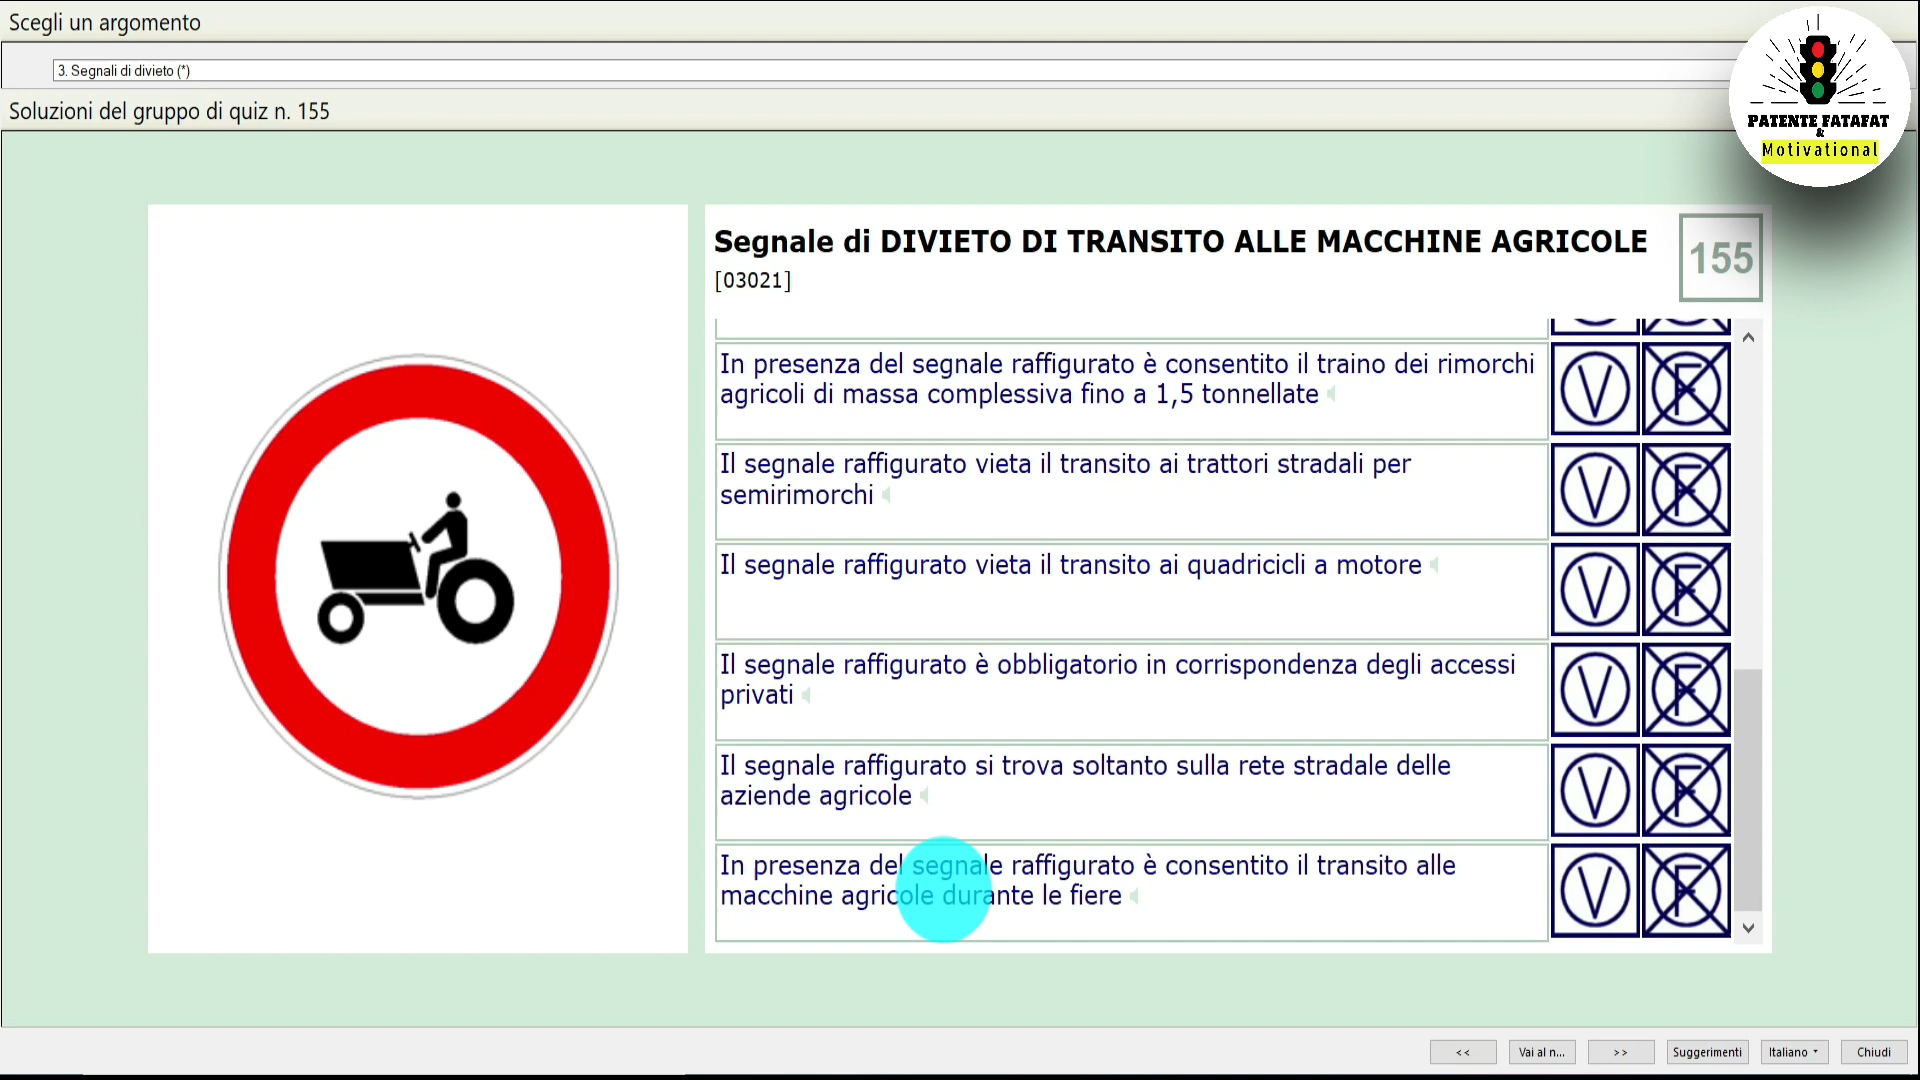 Scegli un argomento
3. Segnali di divieto (*)
Soluzioni del gruppo di quiz n. 155
PATENTE FATAFAT
&
Motivational
Segnale di DIVIETO DI TRANSITO ALLE MACCHINE AGRICOLE
[03021]
155
In presenza del segnale raffigurato è consentito il traino dei rimorchi
agricoli di massa complessiva fino a 1,5 tonnellate
V F
Il segnale raffigurato vieta il transito ai trattori stradali per
semirimorchi
V F
Il segnale raffigurato vieta il transito ai quadricicli a motore
V F
Il segnale raffigurato è obbligatorio in corrispondenza degli accessi
privati
V F
Il segnale raffigurato si trova soltanto sulla rete stradale delle
aziende agricole
V F
In presenza del segnale raffigurato è consentito il transito alle
macchine agricole durante le fiere
V F
<< Vai al n... >> Suggerimenti Italiano Chiudi